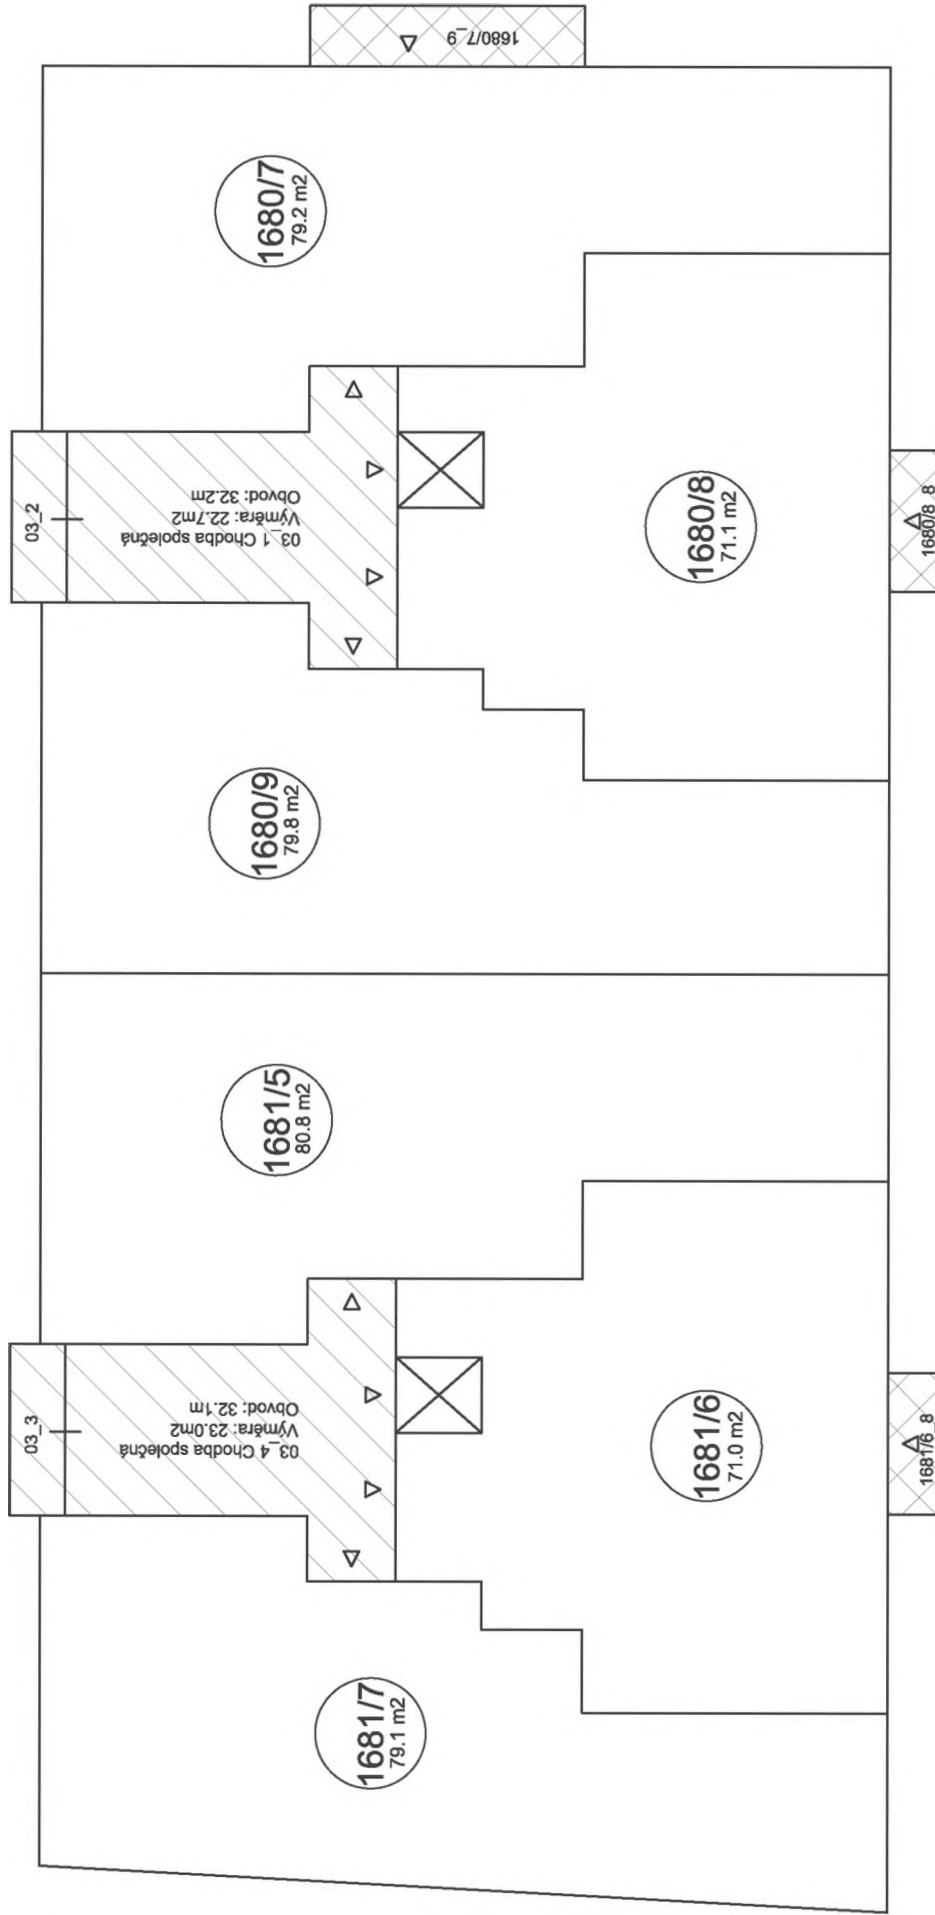 1680/7_9
1680/7
79.2 m2
03_2
03_1 Chodba společná
Výměra: 22.7m2
Obvod: 32.2m
1680/8
71.1 m2
1680/8_8
1680/9
79.8 m2
1681/5
80.8 m2
03_3
03_4 Chodba společná
Výměra: 23.0m2
Obvod: 32.1m
1681/6
71.0 m2
1681/6_8
1681/7
79.1 m2